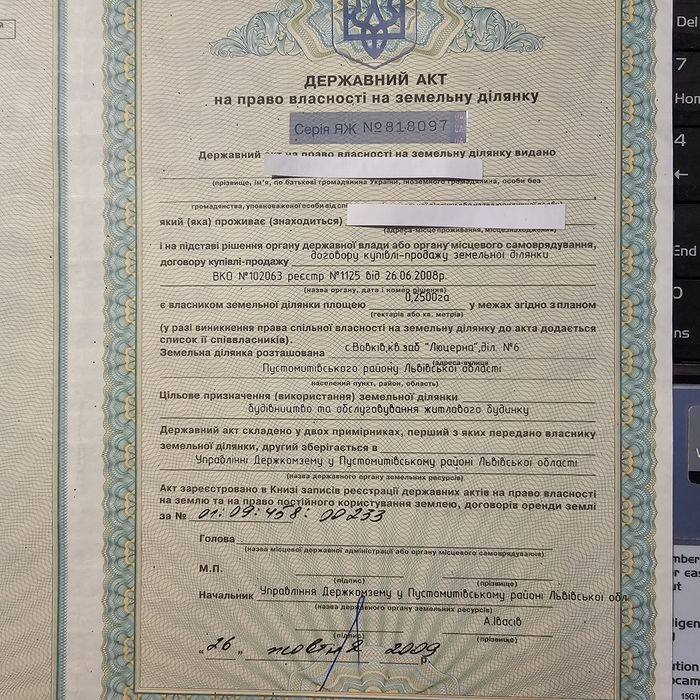 ДЕРЖАВНИЙ АКТ
на право власності на земельну ділянку
Серія ЯЖ №818097
Державний акт на право власності на земельну ділянку видано
(прізвище, ім'я, по батькові громадянина України, іноземного громадянина, особи без
громадянства, уповноваженої особи від
який (яка) проживає (знаходиться)
(адреса-місце проживання, місцезнаходження)
і на підставі рішення органу державної влади або органу місцевого самоврядування,
договору купівлі-продажу договору купівлі-продажу земельної ділянки
ВКО №102063 реєстр №1125 від 26.06.2008р.
(назва органу, дата і номер рішення)
є власником земельної ділянки площею 0,2500га у межах згідно з планом
(гектарів або кв. метрів)
(у разі виникнення права спільної власності на земельну ділянку до акта додається
список її співвласників).
Земельна ділянка розташована с.Вовків,кв.заб "Люцерна",діл. №6
(адреса-вулиця
Пустомитівського району Львівської області
населений пункт, район, область)
Цільове призначення (використання) земельної ділянки
будівництво та обслуговування житлового будинку
Державний акт складено у двох примірниках, перший з яких передано власнику
земельної ділянки, другий зберігається в
Управлінні Держкомзему у Пустомитівському районі Львівської області
(назва державного органу земельних ресурсів)
Акт зареєстровано в Книзі записів реєстрації державних актів на право власності
на землю та на право постійного користування землею, договорів оренди землі
за № 01:09:458:00233
Голова
(назва місцевої державної адміністрації або органу місцевого самоврядування)
М.П.
(підпис) (прізвище)
Начальник Управління Держкомзему у Пустомитівському районі Львівської обл
(назва державного органу земельних ресурсів)
А.Івасів
(підпис) (прізвище)
"26" жовтня 2009 р.
Del
7
Hom
4
←
End
0
ns